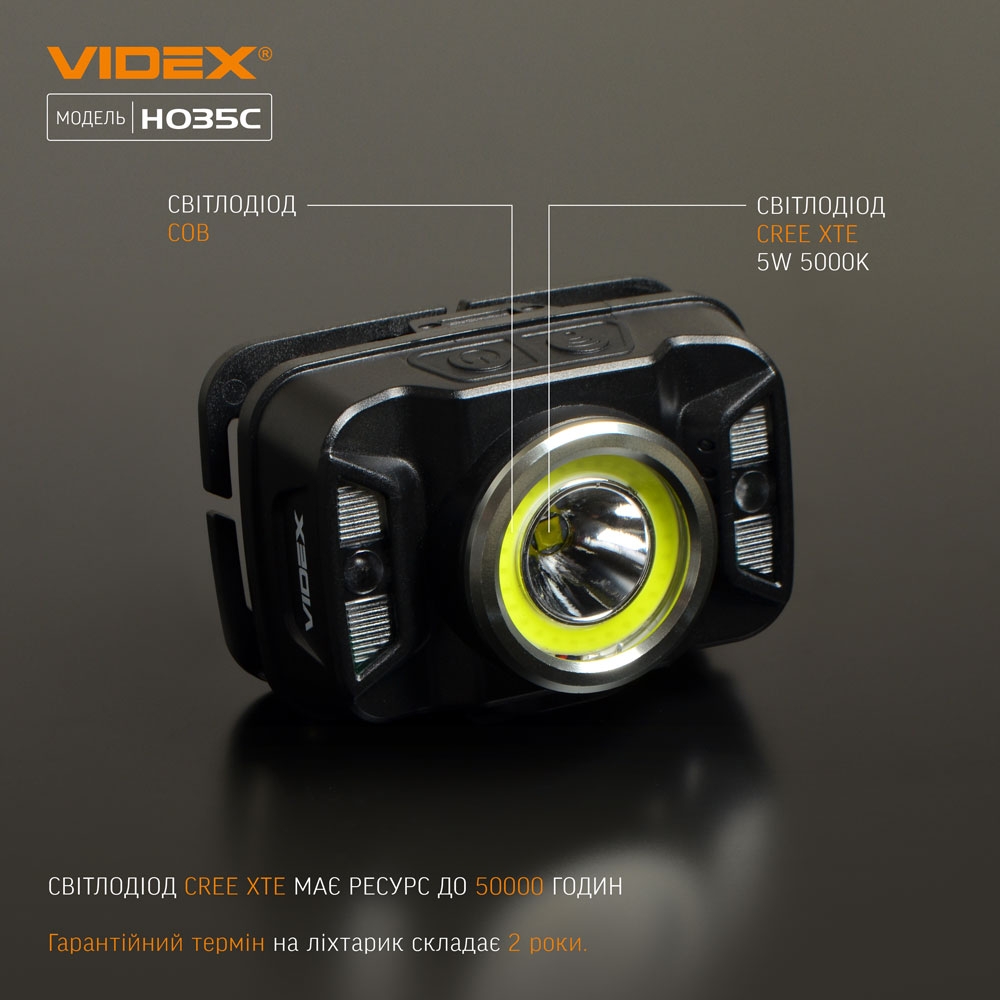 VIDEX®
МОДЕЛЬ | H035C
СВІТЛОДІОД
COB
СВІТЛОДІОД
CREE XTE
5W 5000K
VIDEX
СВІТЛОДІОД CREE XTE МАЄ РЕСУРС ДО 50000 ГОДИН
Гарантійний термін на ліхтарик складає 2 роки.